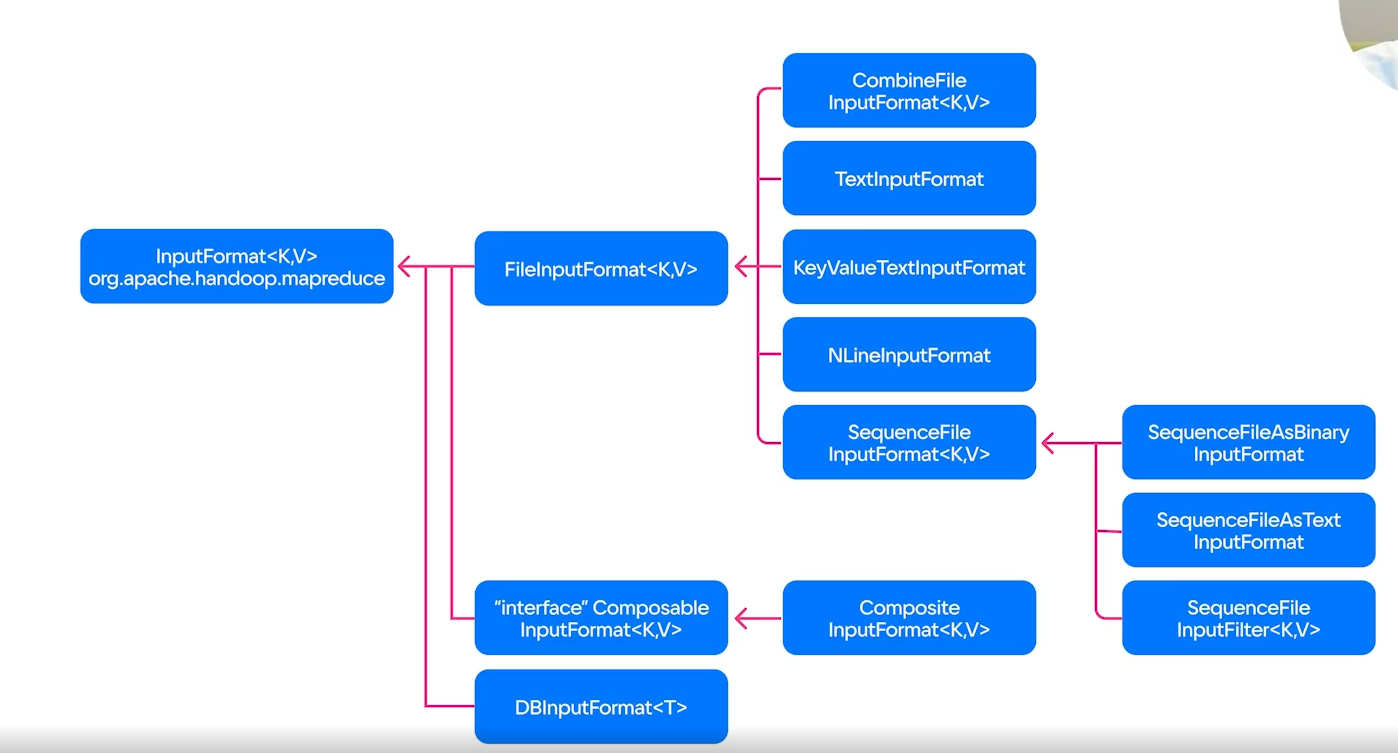 CombineFile
InputFormat<K,V>
TextInputFormat
InputFormat<K,V>
org.apache.handoop.mapreduce
FileInputFormat<K,V>
KeyValueTextInputFormat
NLineInputFormat
SequenceFile
InputFormat<K,V>
SequenceFileAsBinary
InputFormat
SequenceFileAsText
InputFormat
“interface” Composable
InputFormat<K,V>
Composite
InputFormat<K,V>
SequenceFile
InputFilter<K,V>
DBInputFormat<T>